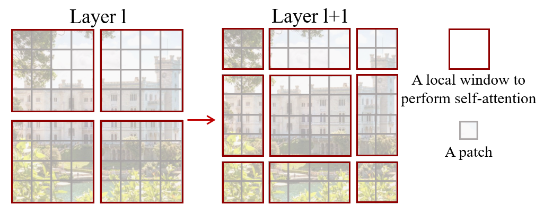 Layer l
Layer l+1
A local window to
perform self-attention
A patch